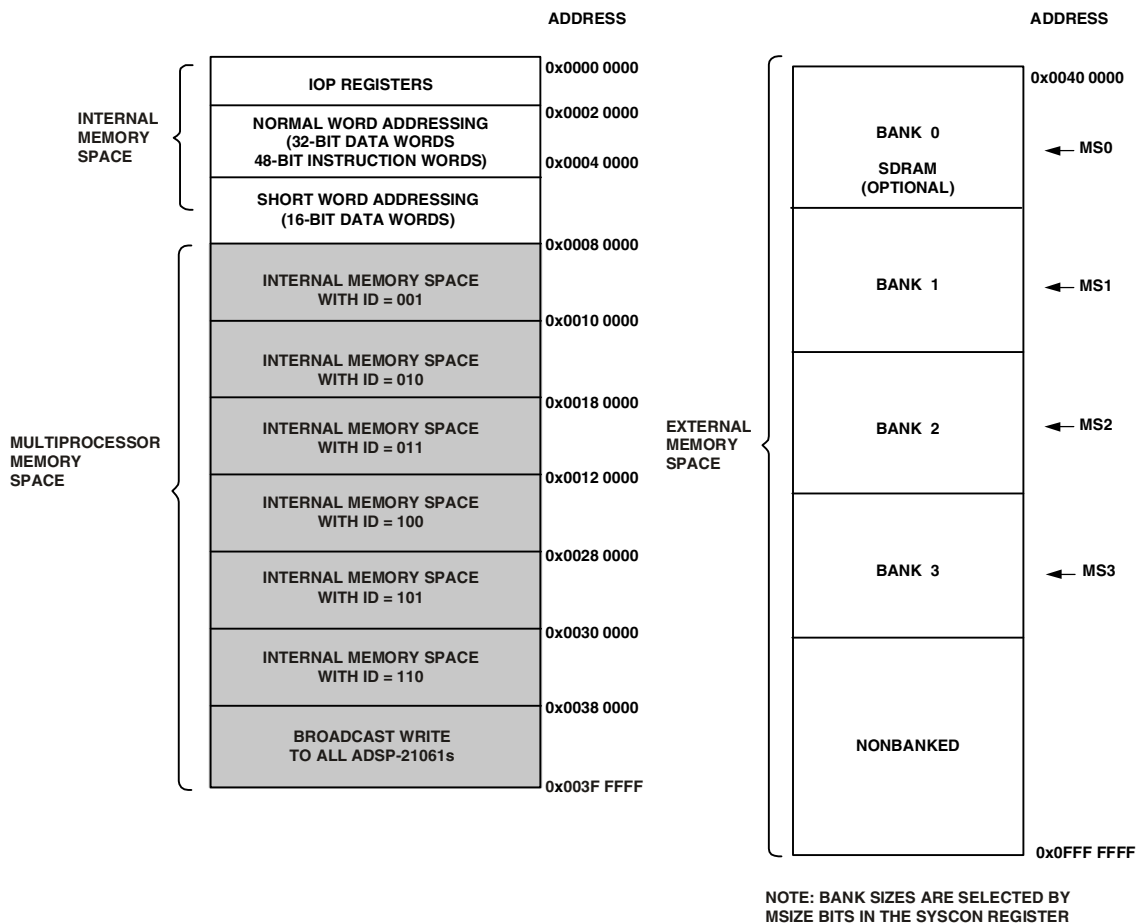 ADDRESS
INTERNAL
MEMORY
SPACE
IOP REGISTERS
0x0000 0000
0x0002 0000
NORMAL WORD ADDRESSING
(32-BIT DATA WORDS
48-BIT INSTRUCTION WORDS)
0x0004 0000
SHORT WORD ADDRESSING
(16-BIT DATA WORDS)
0x0008 0000
MULTIPROCESSOR
MEMORY
SPACE
INTERNAL MEMORY SPACE
WITH ID = 001
0x0010 0000
INTERNAL MEMORY SPACE
WITH ID = 010
0x0018 0000
INTERNAL MEMORY SPACE
WITH ID = 011
0x0012 0000
INTERNAL MEMORY SPACE
WITH ID = 100
0x0028 0000
INTERNAL MEMORY SPACE
WITH ID = 101
0x0030 0000
INTERNAL MEMORY SPACE
WITH ID = 110
0x0038 0000
BROADCAST WRITE
TO ALL ADSP-21061s
0x003F FFFF
ADDRESS
0x0040 0000
EXTERNAL
MEMORY
SPACE
BANK 0
MS0
SDRAM
(OPTIONAL)
BANK 1
MS1
BANK 2
MS2
BANK 3
MS3
NONBANKED
0x0FFF FFFF
NOTE: BANK SIZES ARE SELECTED BY
MSIZE BITS IN THE SYSCON REGISTER